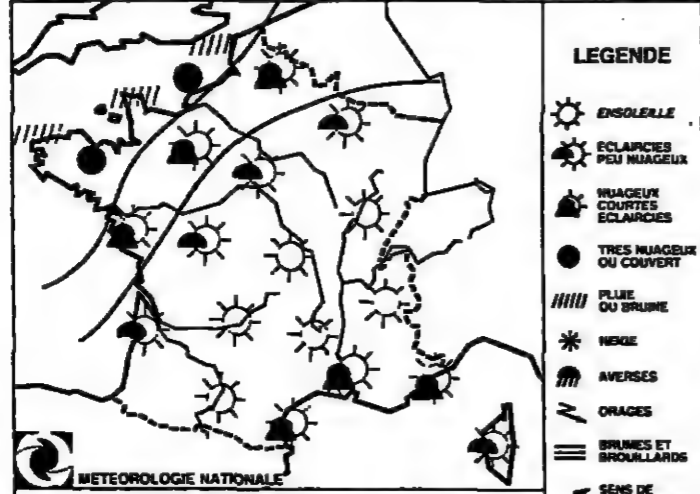 LEGENDE
ENSOLEILLE
ECLAIRCIES
PEU NUAGEUX
NUAGEUX
COURTES
ECLAIRCIES
TRES NUAGEUX
OU COUVERT
PLUIE
OU BRUINE
NEIGE
AVERSES
ORAGES
BRUMES ET
BROUILLARDS
SENS DE
METEOROLOGIE NATIONALE